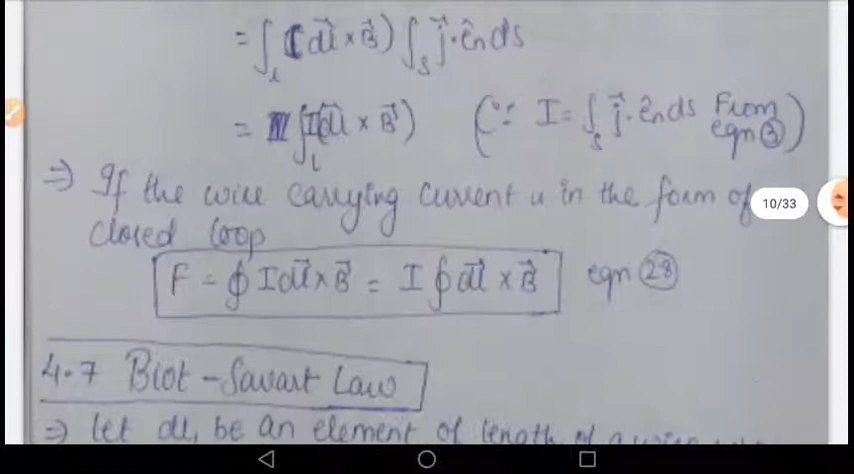 = ∫_L (dl⃗ × B⃗) ∫_S j⃗·ên ds
= ∫_L I(dl⃗ × B⃗) (∵ I = ∫_S j⃗·ên ds From
eqn ③)
⇒ If the wire carrying current is in the form of
closed loop
10/33
F = ∮ I dl⃗ × B⃗ = I ∮ dl⃗ × B⃗ eqn ㉘
4.7 Biot - Savart Law
⇒ let dl, be an element of length of a wire